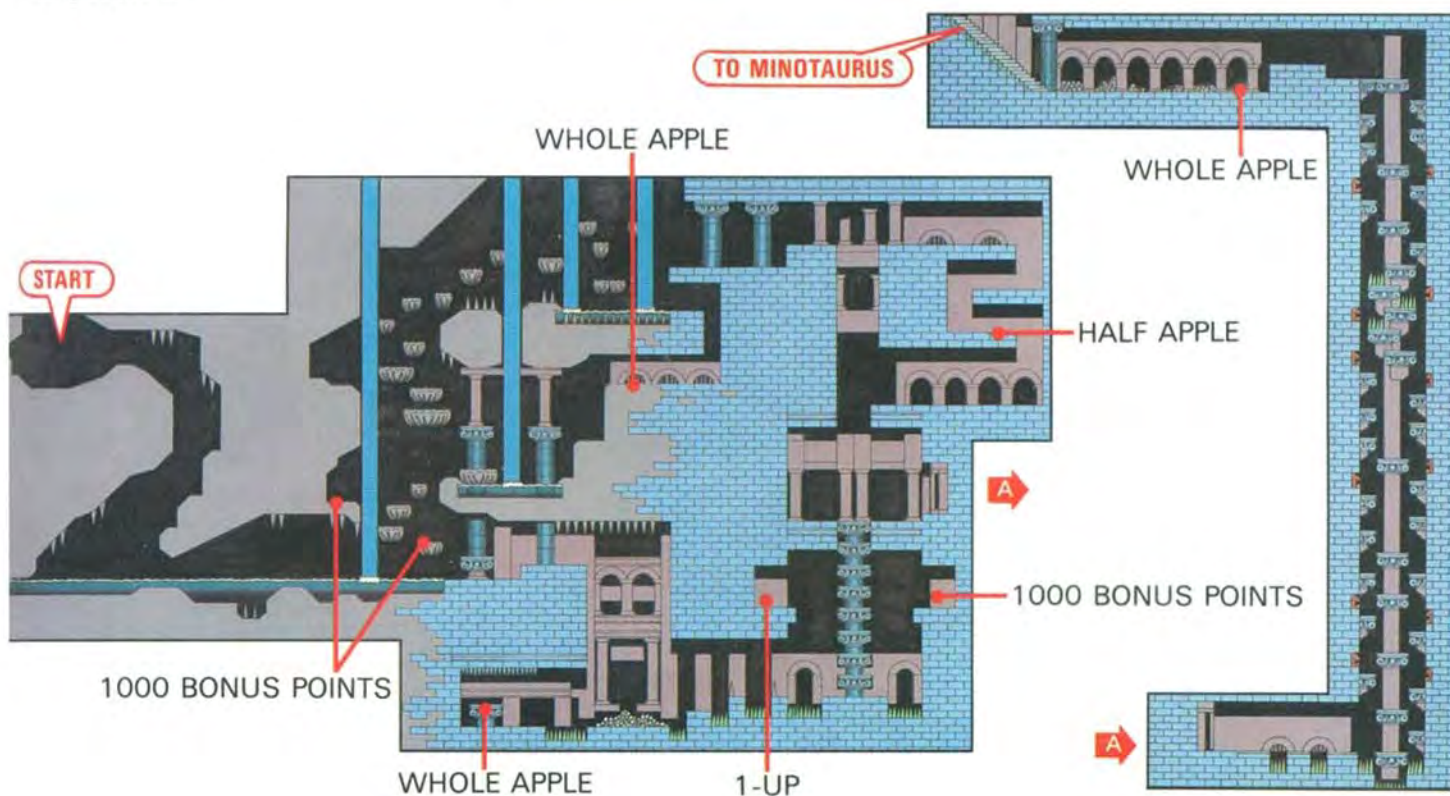 TO MINOTAURUS
WHOLE APPLE
WHOLE APPLE
START
HALF APPLE
A
1000 BONUS POINTS
1000 BONUS POINTS
A
WHOLE APPLE
1-UP